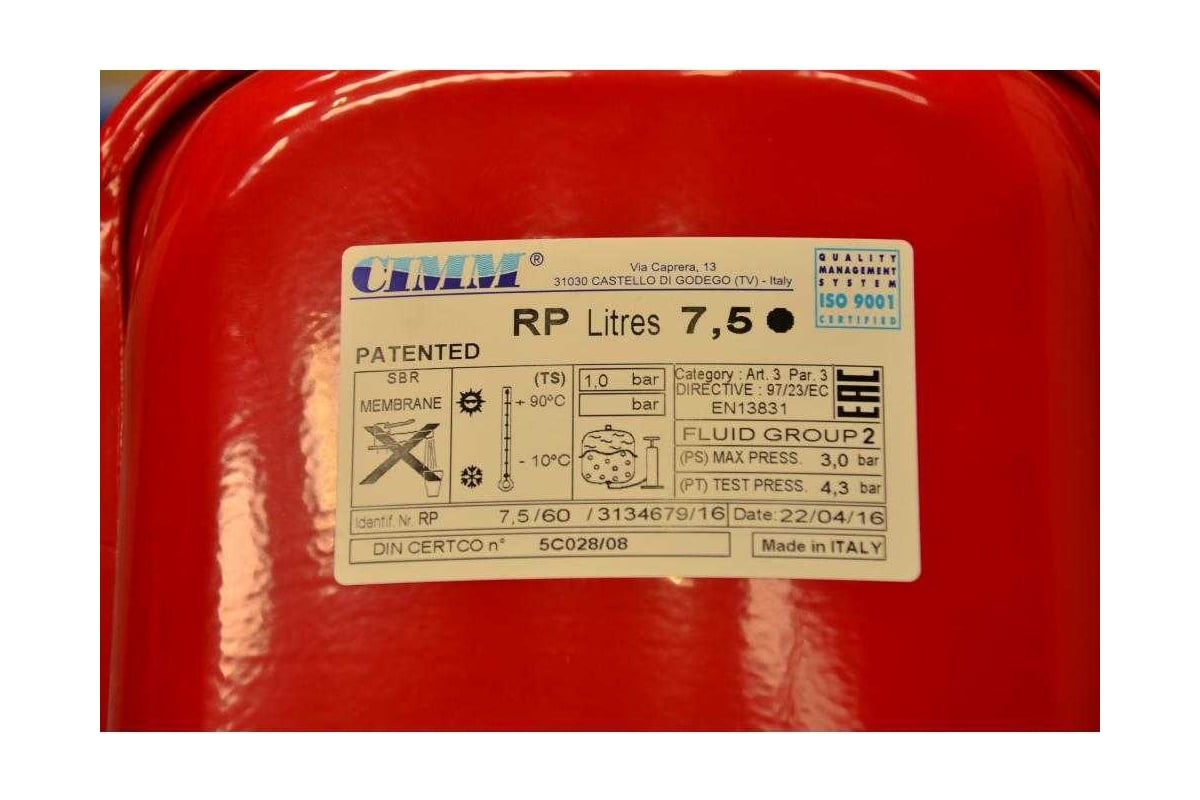 CIMM®
Via Caprera, 13
31030 CASTELLO DI GODEGO (TV) - Italy
QUALITY
MANAGEMENT
SYSTEM
ISO 9001
CERTIFIED
RP Litres 7,5
PATENTED
SBR
MEMBRANE
(TS)
+ 90ºC
- 10ºC
1,0 bar
bar
Category : Art. 3 Par. 3
DIRECTIVE : 97/23/EC
EN13831
EAC
FLUID GROUP 2
(PS) MAX PRESS. 3,0 bar
(PT) TEST PRESS. 4,3 bar
Identif. Nr. RP 7,5/60 /3134679/16 Date: 22/04/16
DIN CERTCO n° 5C028/08 Made in ITALY